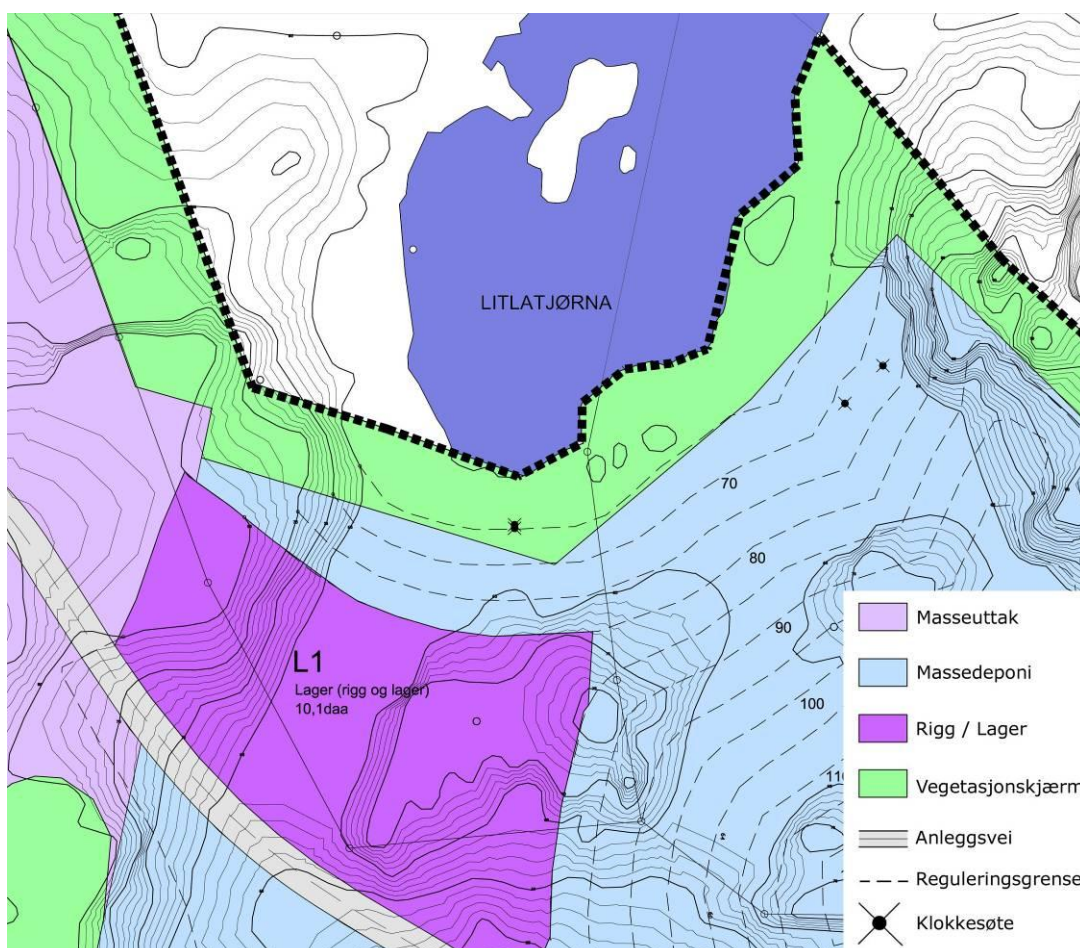 LITLATJØRNA
70
80
90
100
L1
Lager (rigg og lager)
10,1daa
Masseuttak
Massedeponi
Rigg / Lager
Vegetasjonskjærm
Anleggsvei
Reguleringsgrense
Klokkesøte